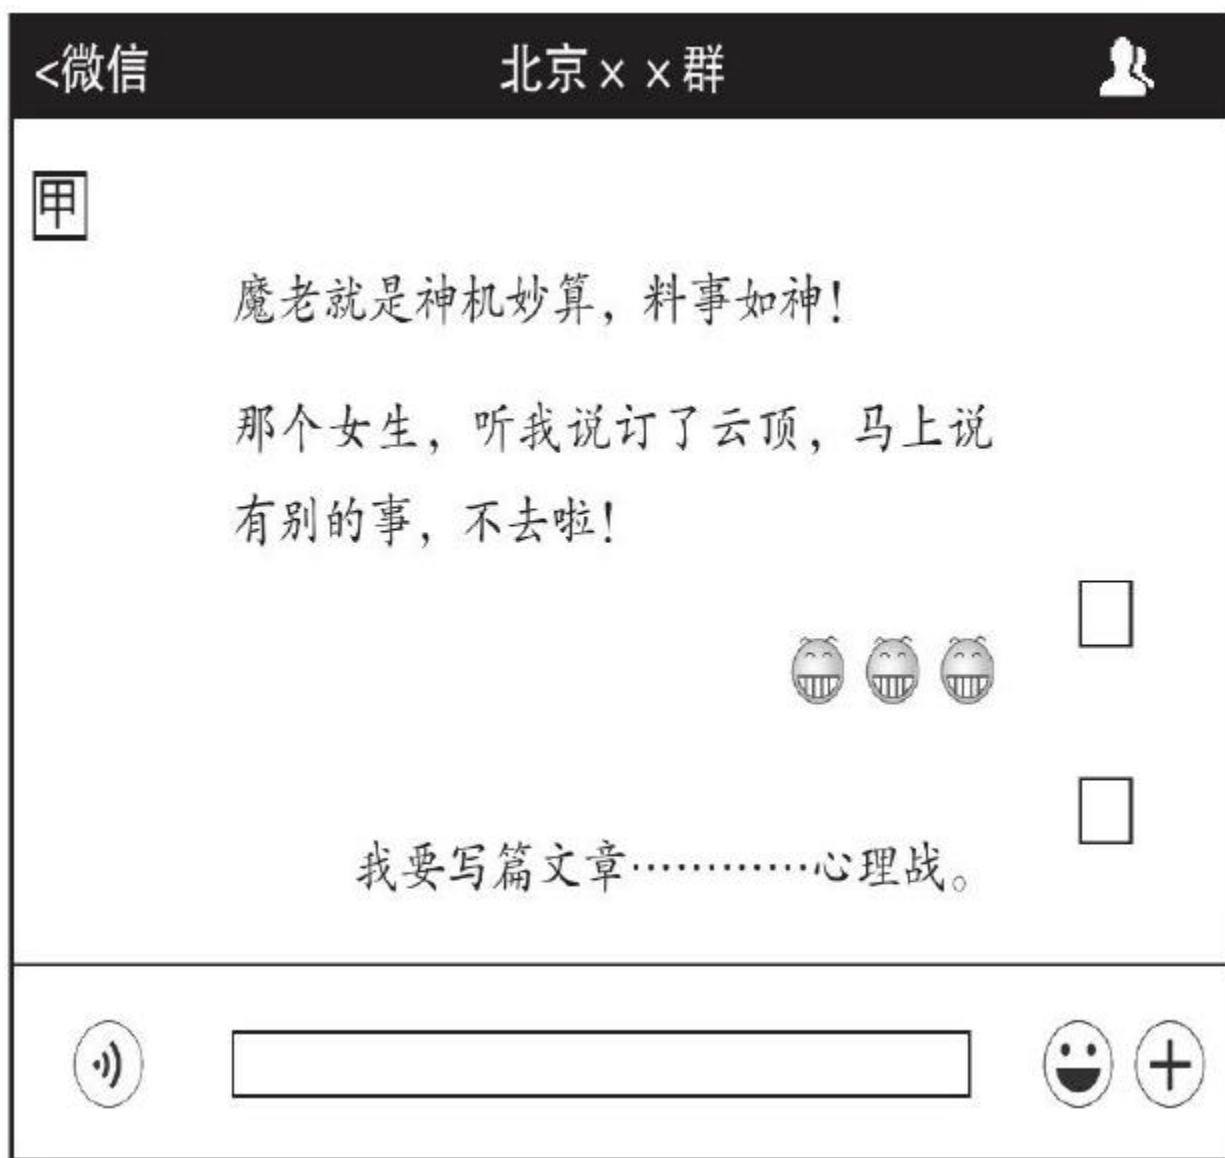 <微信 北京××群
甲
魔老就是神机妙算，料事如神！
那个女生，听我说订了云顶，马上说
有别的事，不去啦！
我要写篇文章…………心理战。